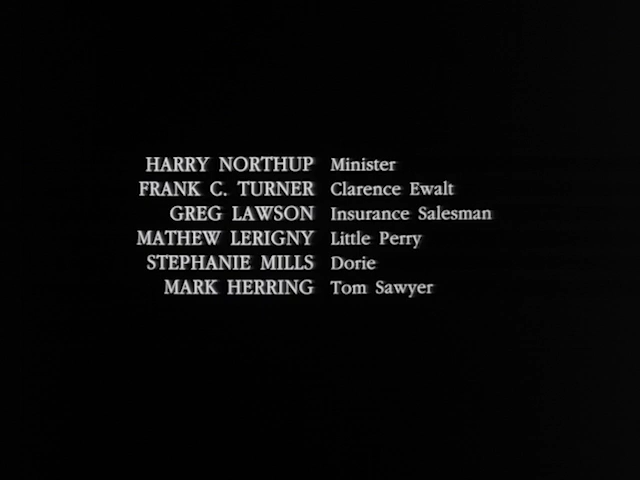 HARRY NORTHUP Minister
FRANK C. TURNER Clarence Ewalt
GREG LAWSON Insurance Salesman
MATHEW LERIGNY Little Perry
STEPHANIE MILLS Dorie
MARK HERRING Tom Sawyer